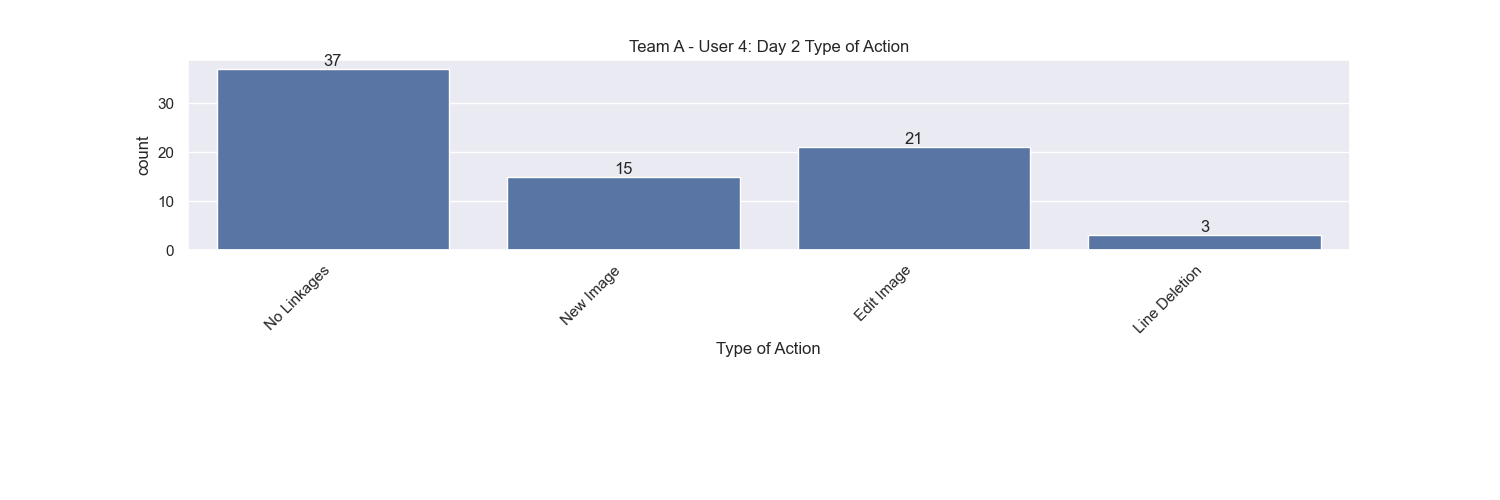 Team A - User 4: Day 2 Type of Action
37
15
21
3
count
30
20
10
0
No Linkages
New Image
Edit Image
Line Deletion
Type of Action